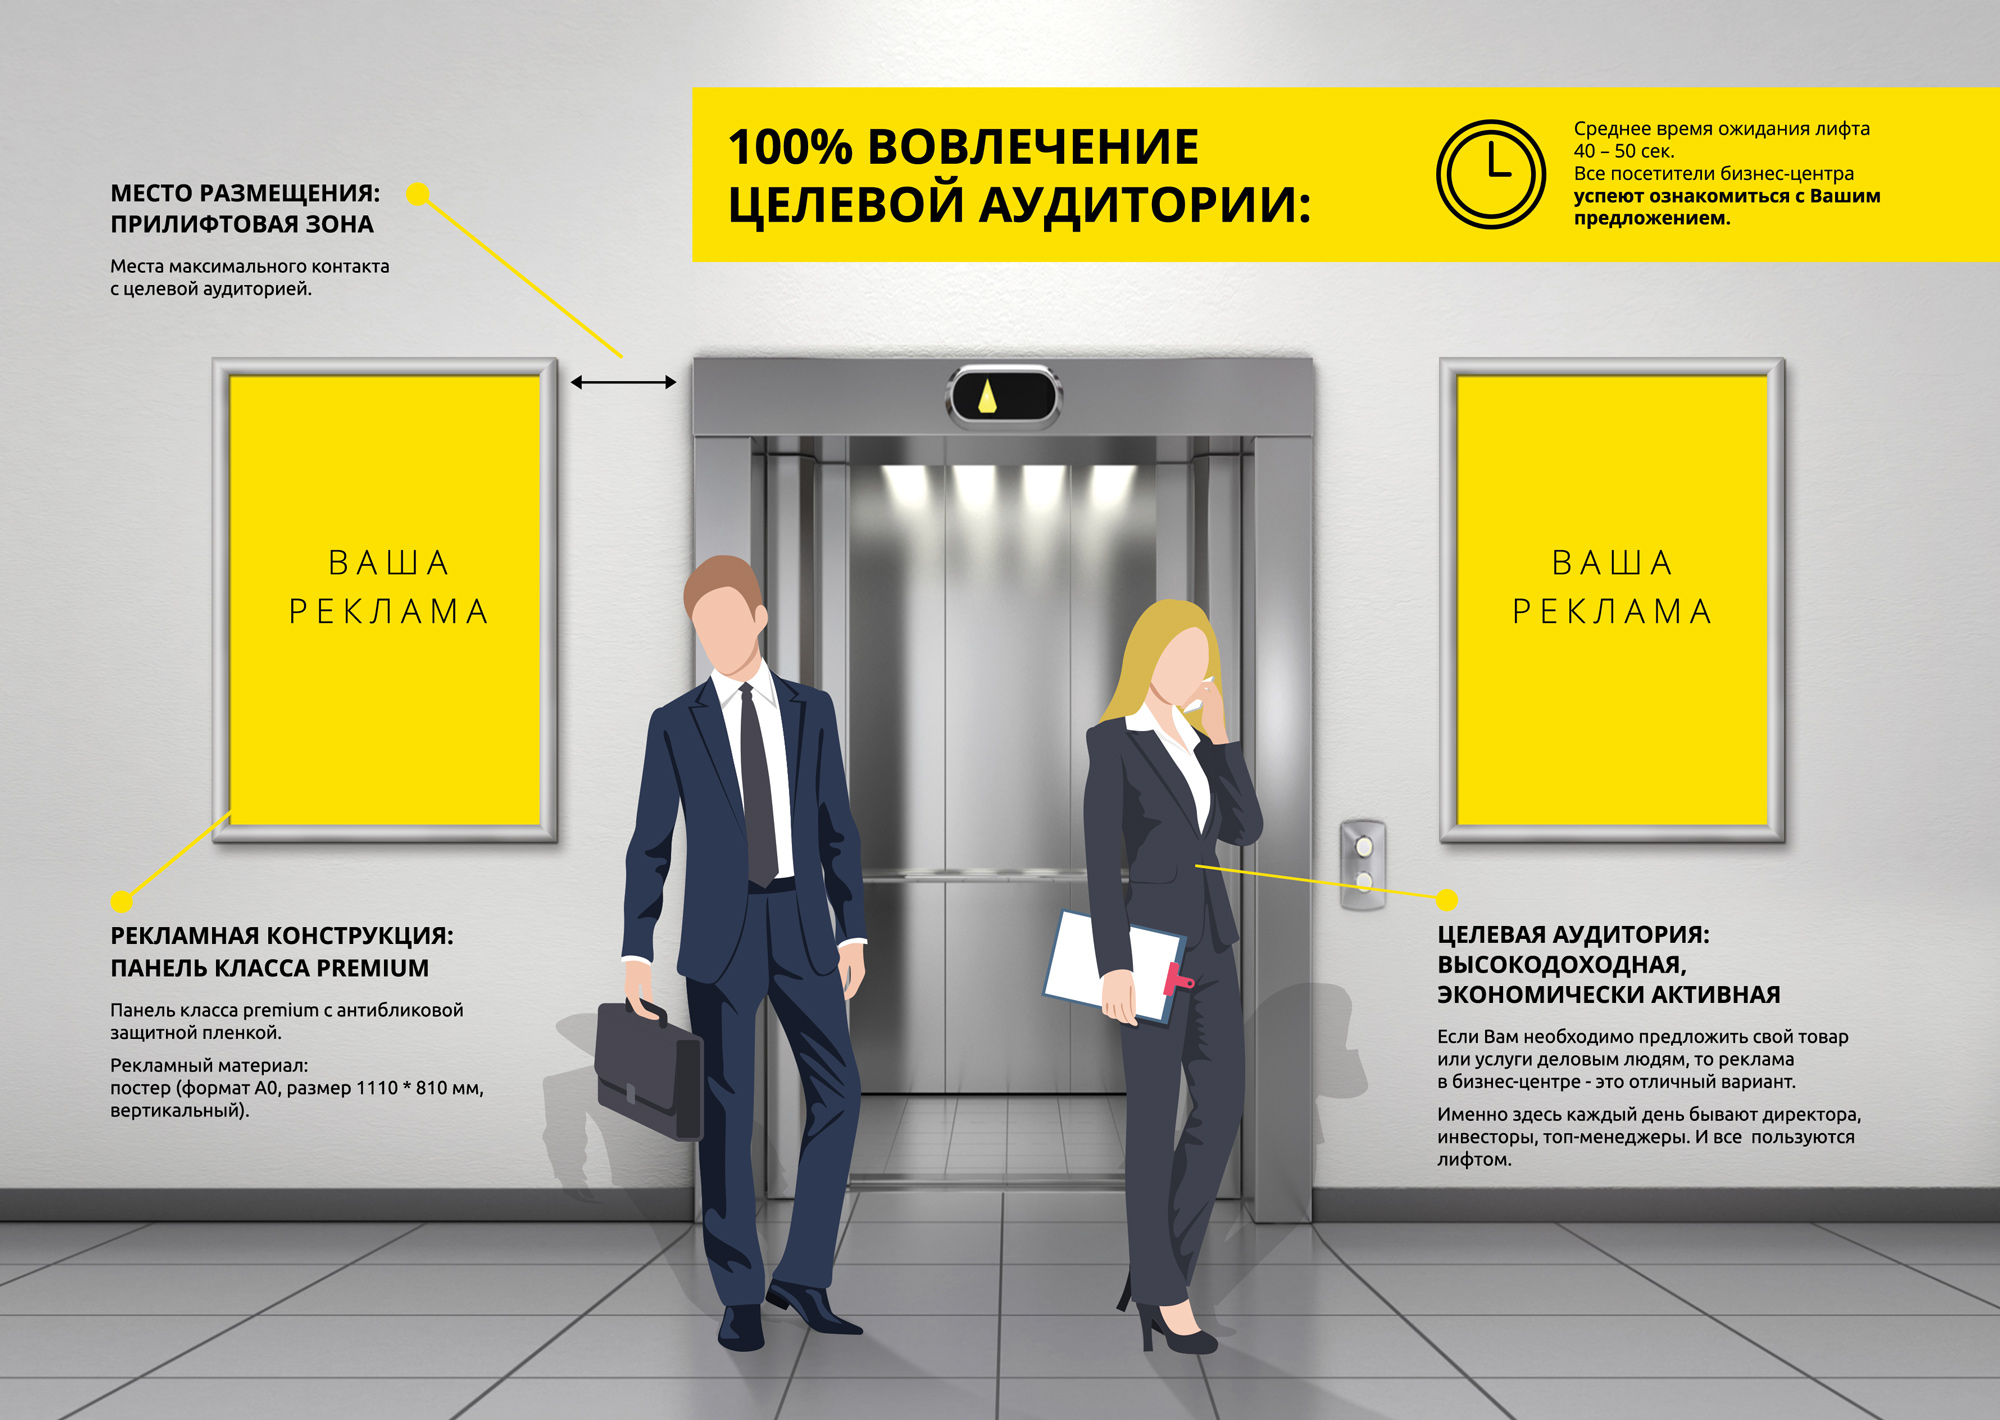 100% ВОВЛЕЧЕНИЕ
ЦЕЛЕВОЙ АУДИТОРИИ:
Среднее время ожидания лифта
40 – 50 сек.
Все посетители бизнес-центра
успеют ознакомиться с Вашим
предложением.
МЕСТО РАЗМЕЩЕНИЯ:
ПРИЛИФТОВАЯ ЗОНА
Места максимального контакта
с целевой аудиторией.
ВАША
РЕКЛАМА
ВАША
РЕКЛАМА
РЕКЛАМНАЯ КОНСТРУКЦИЯ:
ПАНЕЛЬ КЛАССА PREMIUM
Панель класса premium с антибликовой
защитной пленкой.
Рекламный материал:
постер (формат А0, размер 1110 * 810 мм,
вертикальный).
ЦЕЛЕВАЯ АУДИТОРИЯ:
ВЫСОКОДОХОДНАЯ,
ЭКОНОМИЧЕСКИ АКТИВНАЯ
Если Вам необходимо предложить свой товар
или услуги деловым людям, то реклама
в бизнес-центре - это отличный вариант.
Именно здесь каждый день бывают директора,
инвесторы, топ-менеджеры. И все  пользуются
лифтом.